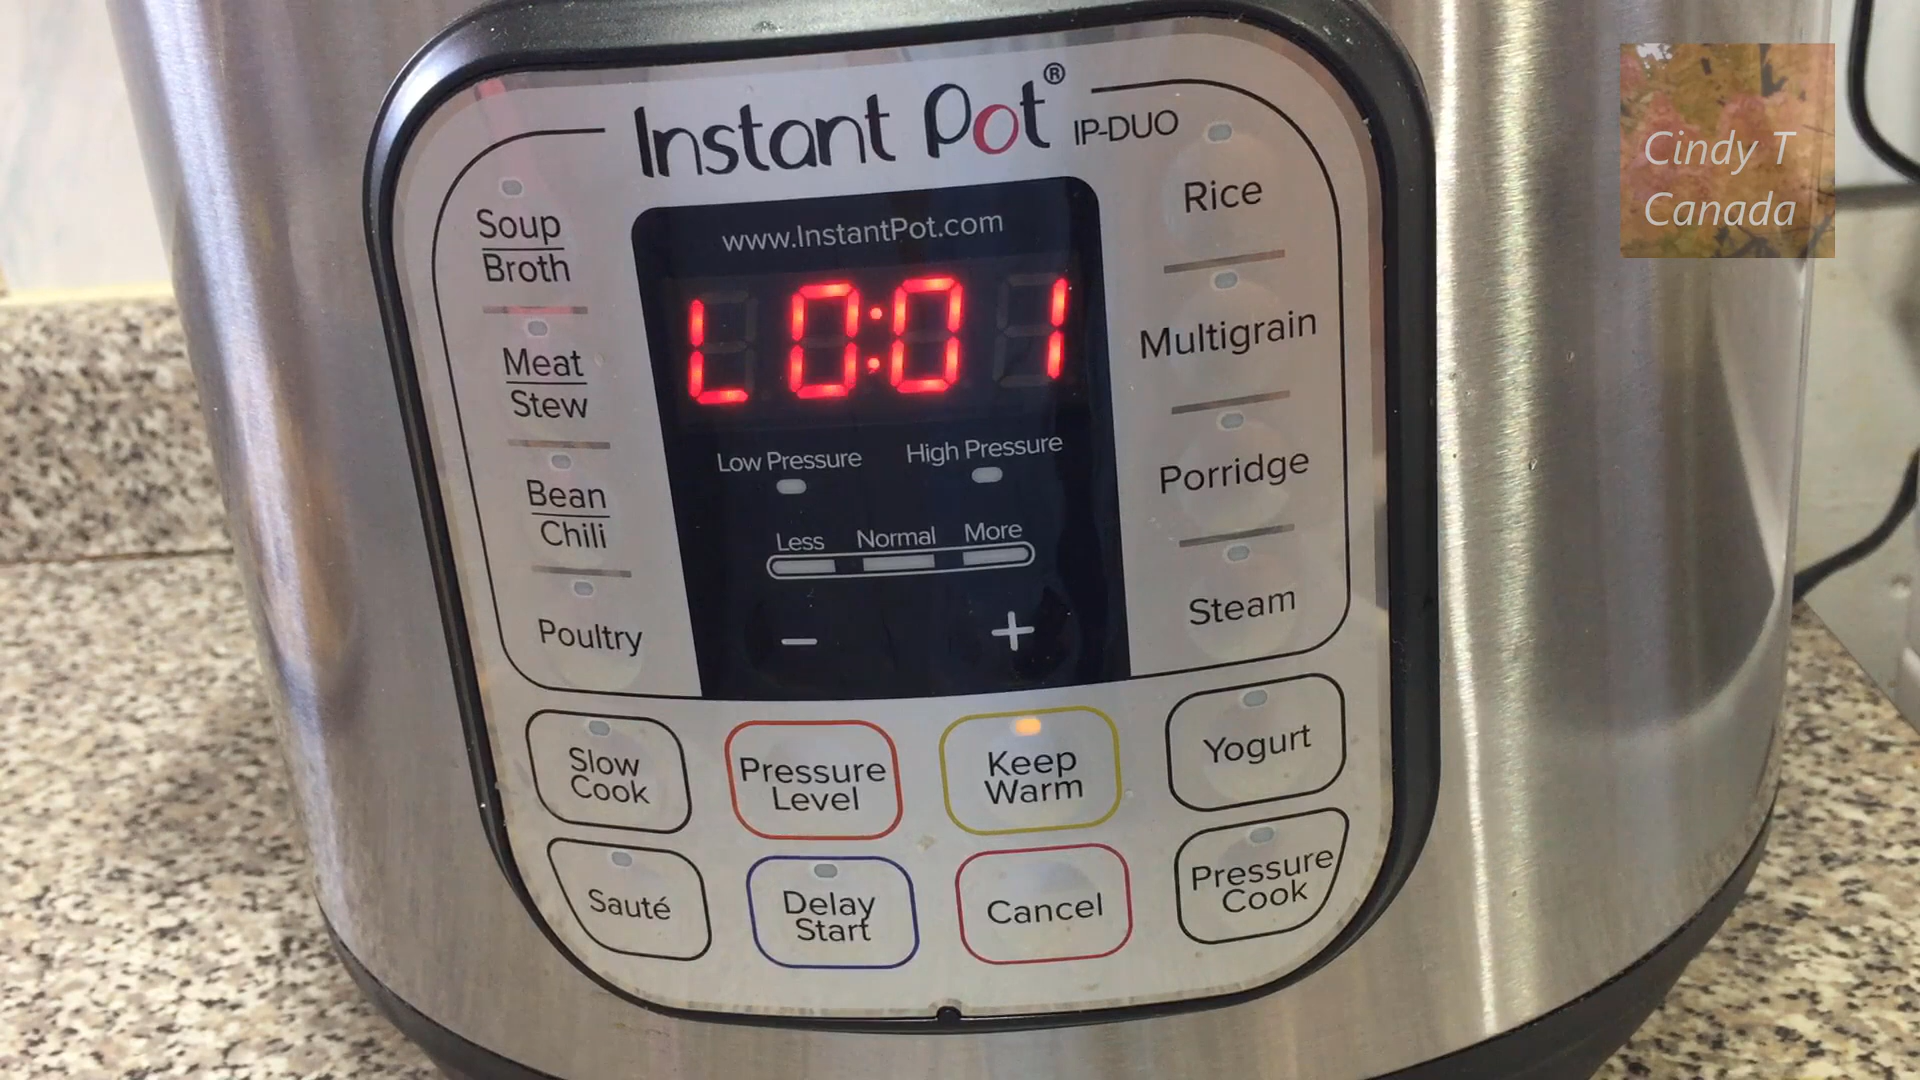 Instant Pot® IP-DUO
www.InstantPot.com
L0:01
Low Pressure High Pressure
Less Normal More
− +
Soup
Broth
Meat
Stew
Bean
Chili
Poultry
Rice
Multigrain
Porridge
Steam
Slow
Cook
Pressure
Level
Keep
Warm
Yogurt
Sauté
Delay
Start
Cancel
Pressure
Cook
Cindy T
Canada